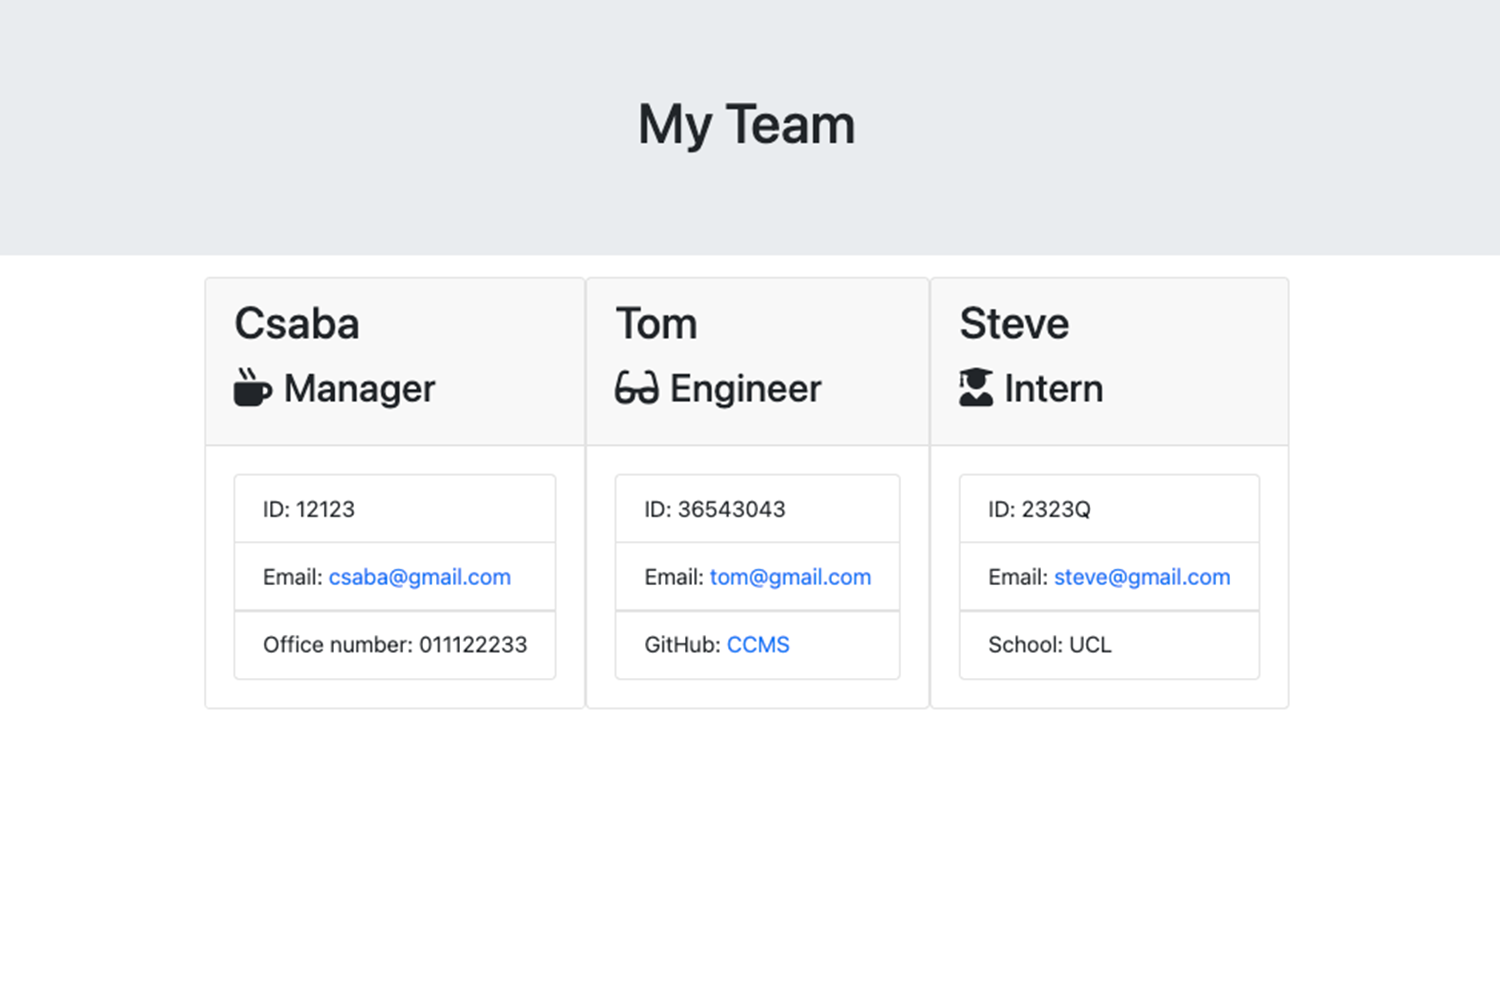 My Team
Csaba
Manager
ID: 12123
Email: csaba@gmail.com
Office number: 011122233
Tom
Engineer
ID: 36543043
Email: tom@gmail.com
GitHub: CCMS
Steve
Intern
ID: 2323Q
Email: steve@gmail.com
School: UCL